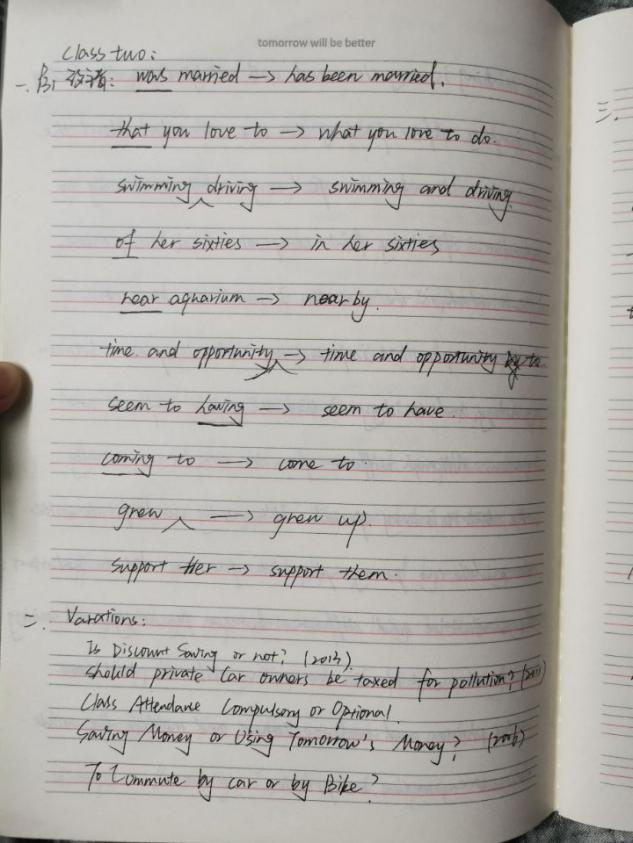 tomorrow will be better
Class two:
一. 改错: was married → has been married.
that you love to → what you love to do.
swimming ‸ driving → swimming and driving
of her sixties → in her sixties
near aquarium → nearby.
time and opportunity ‸ → time and opportunity to
seem to having → seem to have.
coming to → come to.
grew ‸ → grew up.
support her → support them.
二. Varations:
Is Discount Saving or not? (2013).
should private Car owners be taxed for pollution? (2011)
Class Attendance Compulsory or Optional.
Saving Money or Using Tomorrow's Money? (2006)
To Commute by car or by Bike?
三.